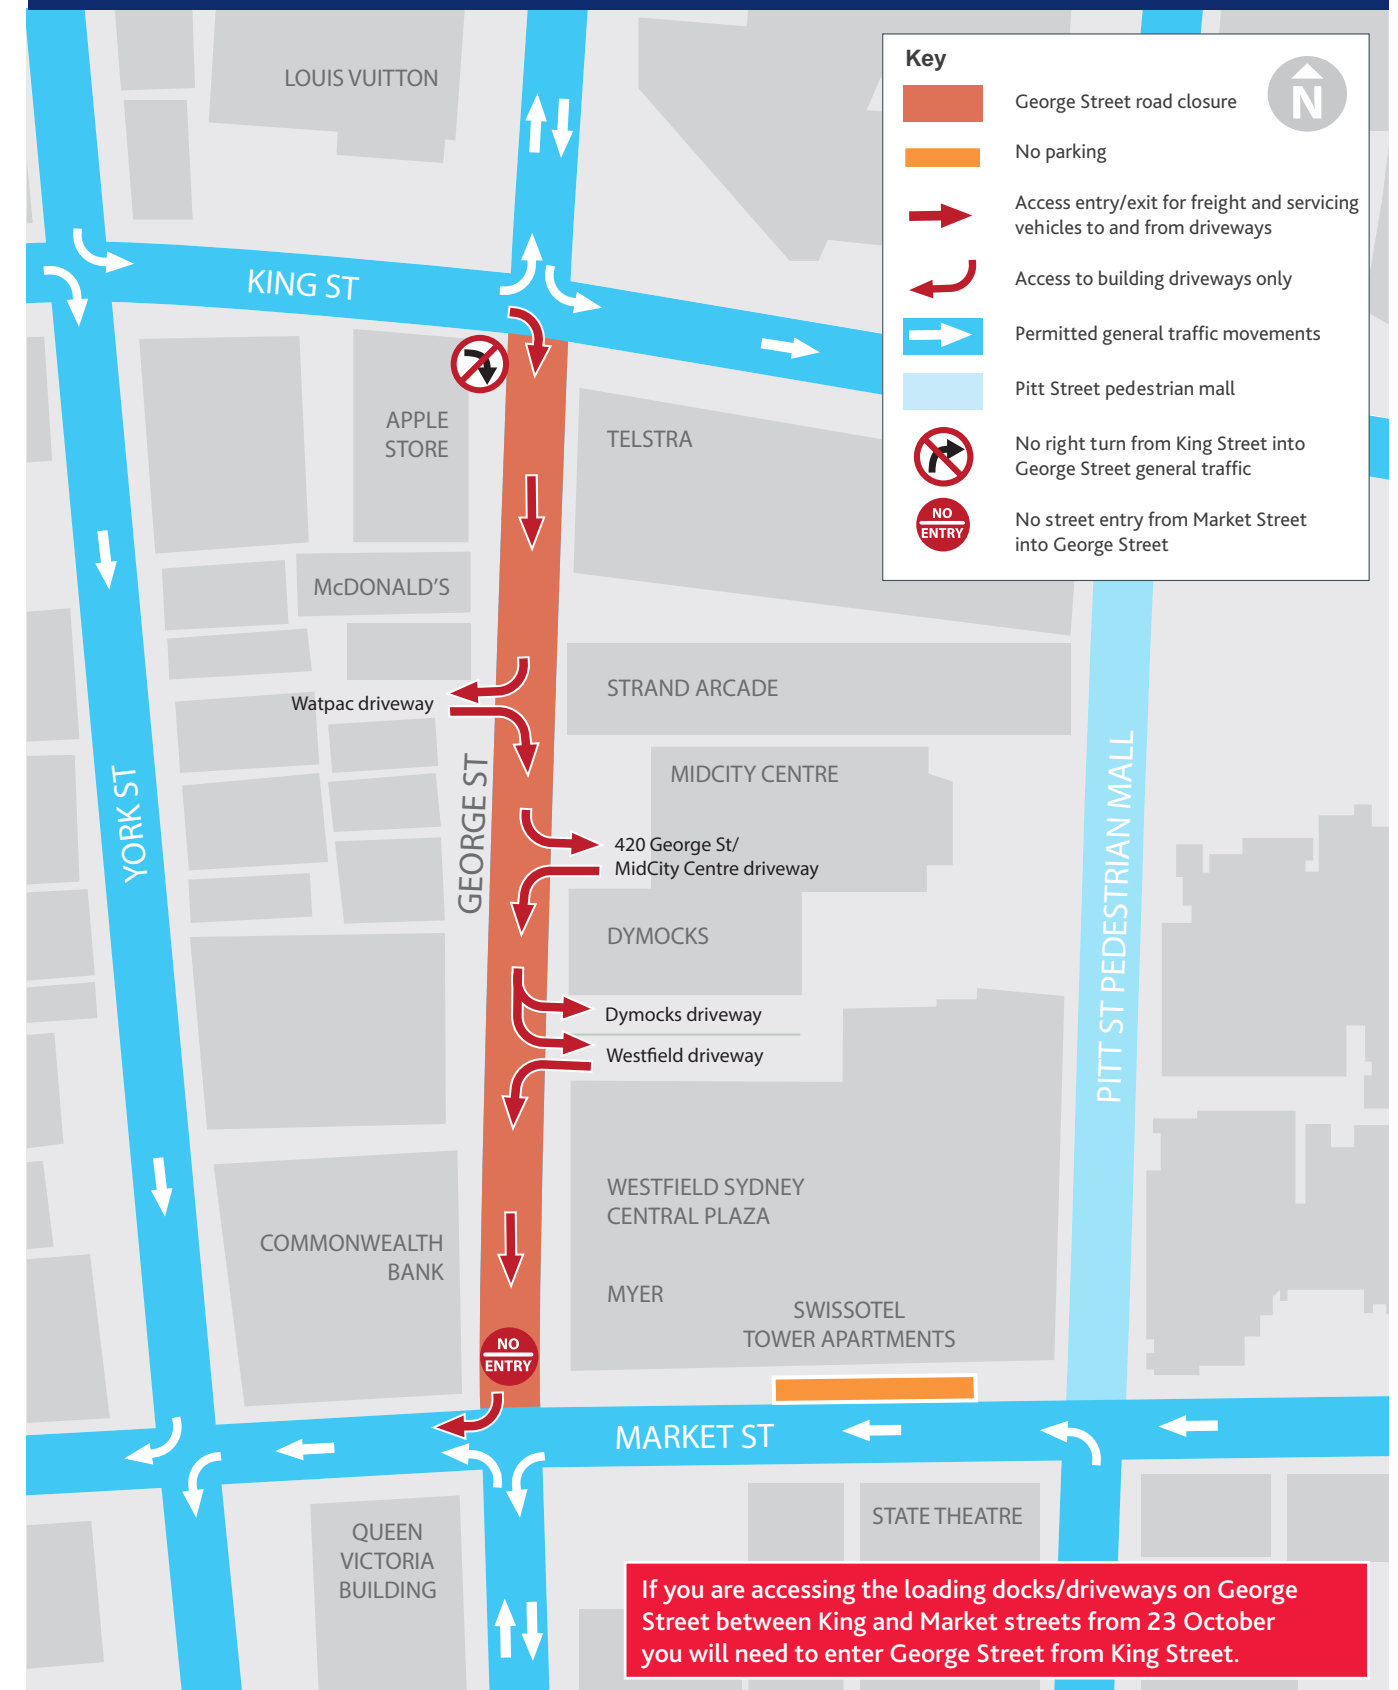 Key
N
George Street road closure
No parking
Access entry/exit for freight and servicing
vehicles to and from driveways
Access to building driveways only
Permitted general traffic movements
Pitt Street pedestrian mall
No right turn from King Street into
George Street general traffic
NO
ENTRY
No street entry from Market Street
into George Street
LOUIS VUITTON
KING ST
APPLE
STORE
TELSTRA
McDONALD'S
STRAND ARCADE
Watpac driveway
MIDCITY CENTRE
YORK ST
GEORGE ST
PITT ST PEDESTRIAN MALL
420 George St/
MidCity Centre driveway
DYMOCKS
Dymocks driveway
Westfield driveway
WESTFIELD SYDNEY
CENTRAL PLAZA
COMMONWEALTH
BANK
MYER
SWISSOTEL
TOWER APARTMENTS
NO
ENTRY
MARKET ST
STATE THEATRE
QUEEN
VICTORIA
BUILDING
If you are accessing the loading docks/driveways on George
Street between King and Market streets from 23 October
you will need to enter George Street from King Street.